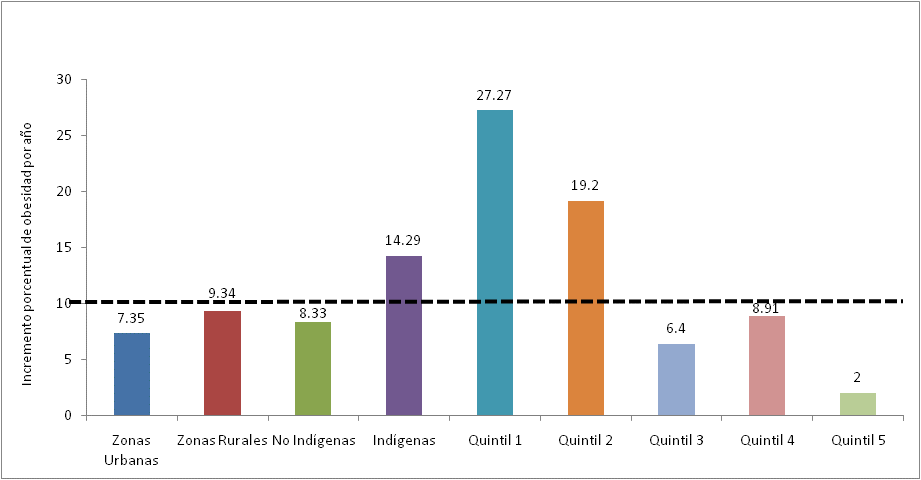 Incremento porcentual de obesidad por año
30
25
20
15
10
5
0
7.35
9.34
8.33
14.29
27.27
19.2
6.4
8.91
2
Zonas
Urbanas
Zonas Rurales
No Indígenas
Indígenas
Quintil 1
Quintil 2
Quintil 3
Quintil 4
Quintil 5